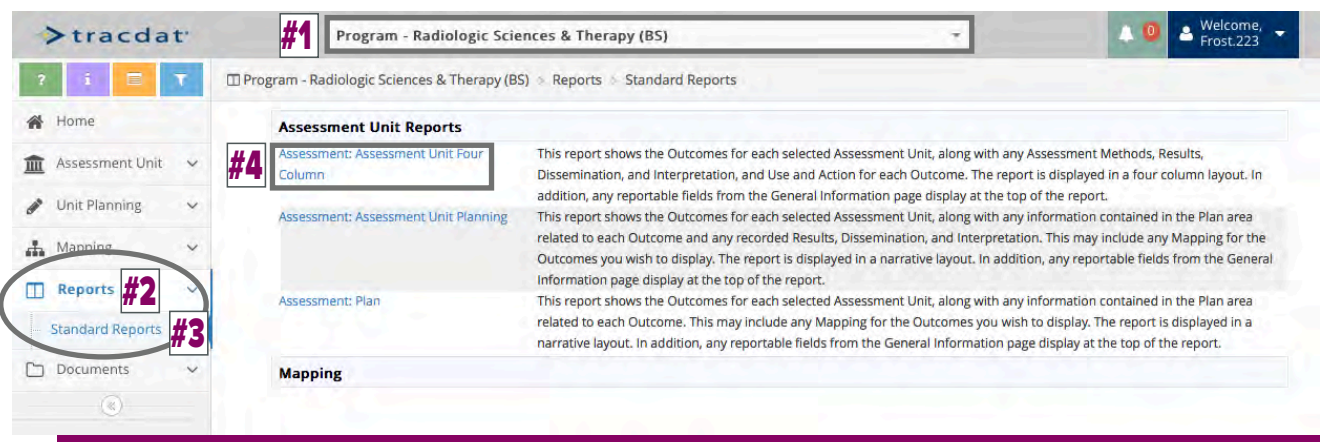 tracdat
#1
Program - Radiologic Sciences & Therapy (BS)
0
Welcome,
Frost.223
?
i
Program - Radiologic Sciences & Therapy (BS) > Reports > Standard Reports
Home
Assessment Unit
Unit Planning
Mapping
Reports
#2
Standard Reports
#3
Documents
Assessment Unit Reports
#4
Assessment: Assessment Unit Four
Column
This report shows the Outcomes for each selected Assessment Unit, along with any Assessment Methods, Results,
Dissemination, and Interpretation, and Use and Action for each Outcome. The report is displayed in a four column layout. In
addition, any reportable fields from the General Information page display at the top of the report.
Assessment: Assessment Unit Planning
This report shows the Outcomes for each selected Assessment Unit, along with any information contained in the Plan area
related to each Outcome and any recorded Results, Dissemination, and Interpretation. This may include any Mapping for the
Outcomes you wish to display. The report is displayed in a narrative layout. In addition, any reportable fields from the General
Information page display at the top of the report.
Assessment: Plan
This report shows the Outcomes for each selected Assessment Unit, along with any information contained in the Plan area
related to each Outcome. This may include any Mapping for the Outcomes you wish to display. The report is displayed in a
narrative layout. In addition, any reportable fields from the General Information page display at the top of the report.
Mapping